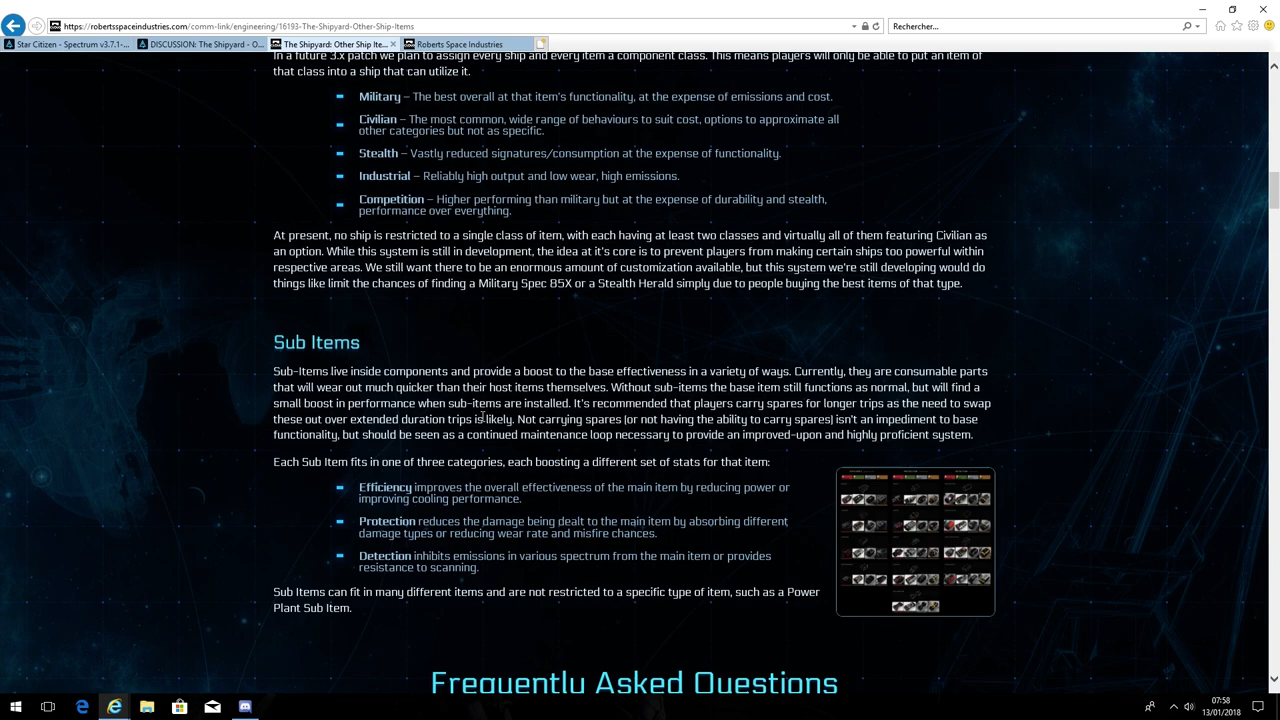 https://robertsspaceindustries.com/comm-link/engineering/16193-The-Shipyard-Other-Ship-Items
Rechercher...
Star Citizen - Spectrum v3.7.1-...
DISCUSSION: The Shipyard - O...
The Shipyard: Other Ship Ite...
Roberts Space Industries
In a future 3.x patch we plan to assign every ship and every item a component class. This means players will only be able to put an item of
that class into a ship that can utilize it.
Military – The best overall at that item's functionality, at the expense of emissions and cost.
Civilian – The most common, wide range of behaviours to suit cost, options to approximate all
other categories but not as specific.
Stealth – Vastly reduced signatures/consumption at the expense of functionality.
Industrial – Reliably high output and low wear, high emissions.
Competition – Higher performing than military but at the expense of durability and stealth,
performance over everything.
At present, no ship is restricted to a single class of item, with each having at least two classes and virtually all of them featuring Civilian as
an option. While this system is still in development, the idea at it's core is to prevent players from making certain ships too powerful within
respective areas. We still want there to be an enormous amount of customization available, but this system we're still developing would do
things like limit the chances of finding a Military Spec 85X or a Stealth Herald simply due to people buying the best items of that type.
Sub Items
Sub-Items live inside components and provide a boost to the base effectiveness in a variety of ways. Currently, they are consumable parts
that will wear out much quicker than their host items themselves. Without sub-items the base item still functions as normal, but will find a
small boost in performance when sub-items are installed. It's recommended that players carry spares for longer trips as the need to swap
these out over extended duration trips is likely. Not carrying spares (or not having the ability to carry spares) isn't an impediment to base
functionality, but should be seen as a continued maintenance loop necessary to provide an improved-upon and highly proficient system.
Each Sub Item fits in one of three categories, each boosting a different set of stats for that item:
Efficiency improves the overall effectiveness of the main item by reducing power or
improving cooling performance.
Protection reduces the damage being dealt to the main item by absorbing different
damage types or reducing wear rate and misfire chances.
Detection inhibits emissions in various spectrum from the main item or provides
resistance to scanning.
Sub Items can fit in many different items and are not restricted to a specific type of item, such as a Power
Plant Sub Item.
Frequently Asked Questions
07:58
13/01/2018